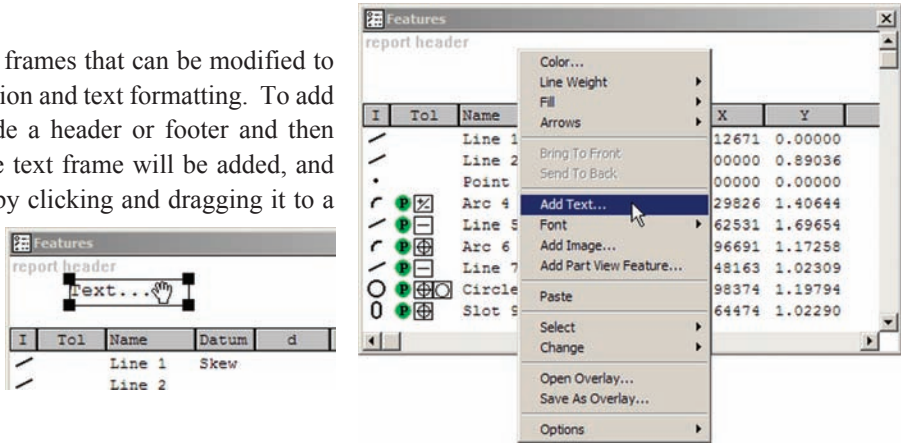 frames that can be modified to
ion and text formatting. To add
de a header or footer and then
e text frame will be added, and
by clicking and dragging it to a
Features
report header
Text...
I Tol Name Datum d
Line 1 Skew
Line 2
Features
report header
I Tol Name X Y
Line 1 12671 0.00000
Line 2 00000 0.89036
Point 00000 0.00000
P Arc 4 29826 1.40644
P Line 5 62531 1.69654
P Arc 6 96691 1.17258
P Line 7 48163 1.02309
P Circle 98374 1.19794
P Slot 9 64474 1.02290
Color...
Line Weight
Fill
Arrows
Bring To Front
Send To Back
Add Text...
Font
Add Image...
Add Part View Feature...
Paste
Select
Change
Open Overlay...
Save As Overlay...
Options